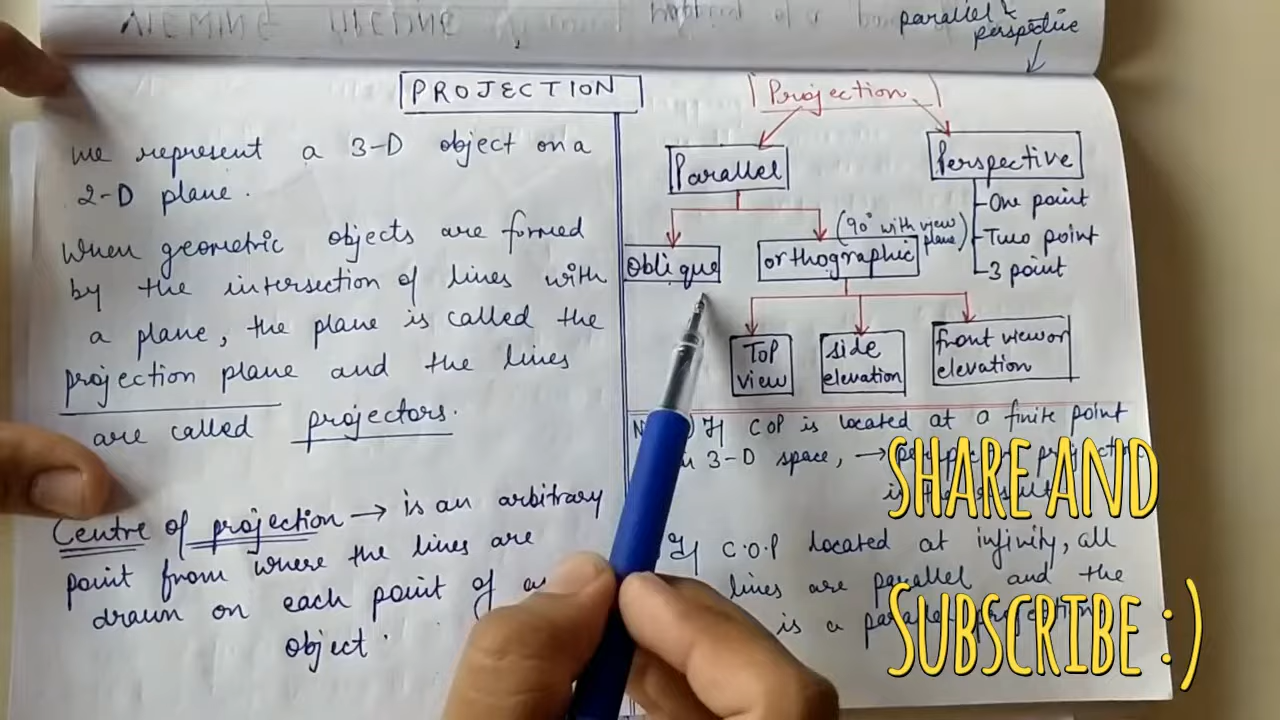 parallel &
perspective
PROJECTION
We represent a 3-D object on a
2-D plane.
When geometric objects are formed
by the intersection of lines with
a plane, the plane is called the
projection plane and the lines
are called projectors.
Centre of projection → is an arbitrary
point from where the lines are
drawn on each point of an
object.
Projection
Parallel
Perspective
One point
Two point
3 point
Oblique
orthographic
(90° with view
plane)
Top
view
side
elevation
front view or
elevation
If COP is located at a finite point
3-D space, →
If C.O.P located at infinity, all
lines are parallel and the
is a
SHARE AND
SUBSCRIBE :)